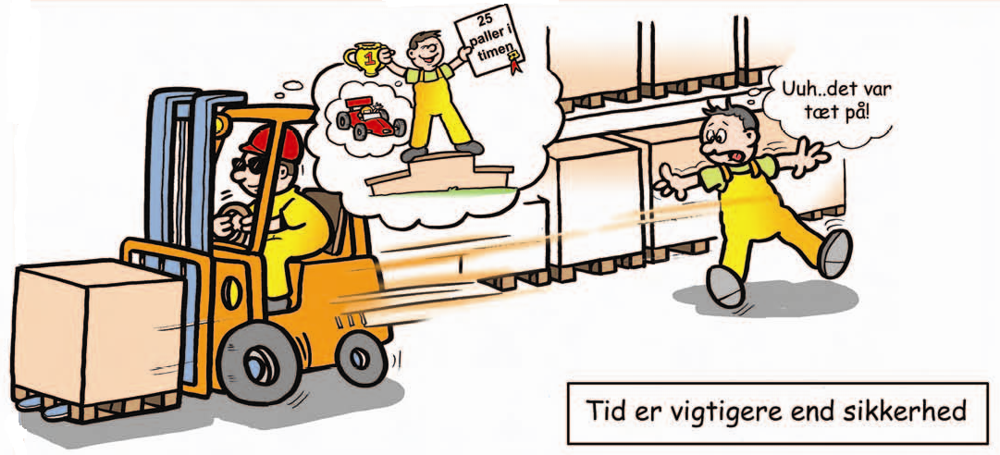 1
25
paller i
timen
Uuh..det var
tæt på!
Tid er vigtigere end sikkerhed